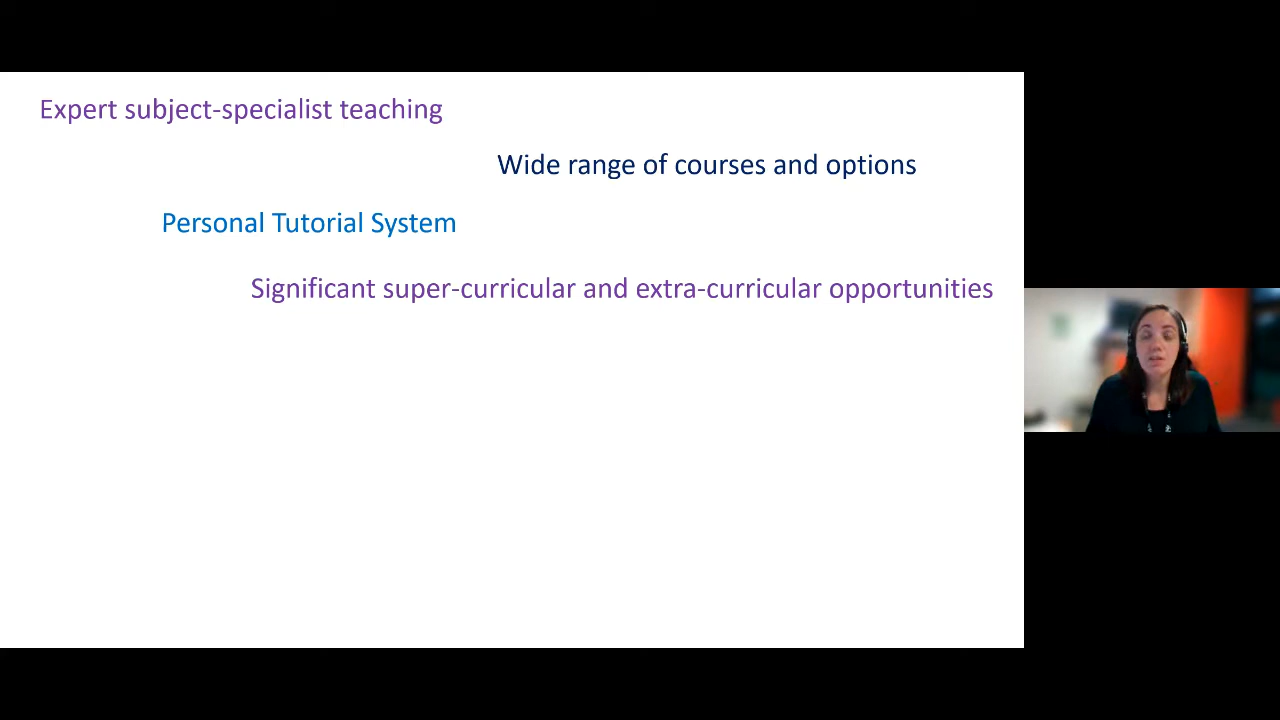 Expert subject-specialist teaching
Wide range of courses and options
Personal Tutorial System
Significant super-curricular and extra-curricular opportunities